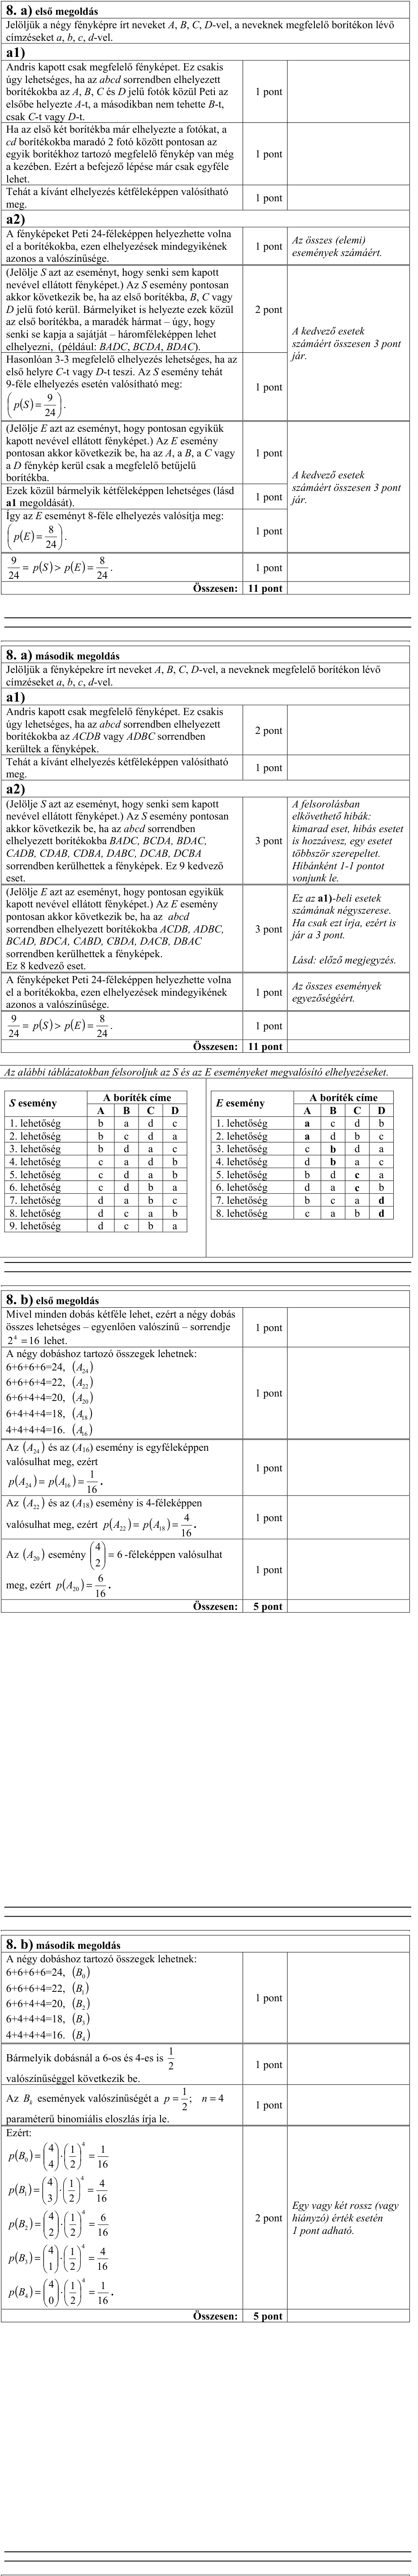 8. a) első megoldás
Jelöljük a négy fényképre írt neveket A, B, C, D-vel, a neveknek megfelelő borítékon lévő
címzéseket a, b, c, d-vel.
a1)
Andris kapott csak megfelelő fényképet. Ez csakis
úgy lehetséges, ha az abcd sorrendben elhelyezett
borítékokba az A, B, C és D jelű fotók közül Peti az
elsőbe helyezte A-t, a másodikban nem tehette B-t,
csak C-t vagy D-t.
1 pont
Ha az első két borítékba már elhelyezte a fotókat, a
cd borítékokba maradó 2 fotó között pontosan az
egyik borítékhoz tartozó megfelelő fénykép van még
a kezében. Ezért a befejező lépése már csak egyféle
lehet.
1 pont
Tehát a kívánt elhelyezés kétféleképpen valósítható
meg.
1 pont
a2)
A fényképeket Peti 24-féleképpen helyezhette volna
el a borítékokba, ezen elhelyezések mindegyikének
azonos a valószínűsége.
1 pont
Az összes (elemi)
események számáért.
(Jelölje S azt az eseményt, hogy senki sem kapott
nevével ellátott fényképet.) Az S esemény pontosan
akkor következik be, ha az első borítékba, B, C vagy
D jelű fotó kerül. Bármelyiket is helyezte ezek közül
az első borítékba, a maradék hármat – úgy, hogy
senki se kapja a sajátját – háromféleképpen lehet
elhelyezni, (például: BADC, BCDA, BDAC).
2 pont
A kedvező esetek
számáért összesen 3 pont
jár.
Hasonlóan 3-3 megfelelő elhelyezés lehetséges, ha az
első helyre C-t vagy D-t teszi. Az S esemény tehát
9-féle elhelyezés esetén valósítható meg:
(p(S) = 9/24).
1 pont
(Jelölje E azt az eseményt, hogy pontosan egyikük
kapott nevével ellátott fényképet.) Az E esemény
pontosan akkor következik be, ha az A, a B, a C vagy
a D fénykép kerül csak a megfelelő betűjelű
borítékba.
1 pont
A kedvező esetek
számáért összesen 3 pont
jár.
Ezek közül bármelyik kétféleképpen lehetséges (lásd
a1 megoldását).
1 pont
Így az E eseményt 8-féle elhelyezés valósítja meg:
(p(E) = 8/24).
1 pont
9/24 = p(S) > p(E) = 8/24.
1 pont
Összesen: 11 pont
8. a) második megoldás
Jelöljük a fényképekre írt neveket A, B, C, D-vel, a neveknek megfelelő borítékon lévő
címzéseket a, b, c, d-vel.
a1)
Andris kapott csak megfelelő fényképet. Ez csakis
úgy lehetséges, ha az abcd sorrendben elhelyezett
borítékokba az ACDB vagy ADBC sorrendben
kerültek a fényképek.
2 pont
Tehát a kívánt elhelyezés kétféleképpen valósítható
meg.
1 pont
a2)
(Jelölje S azt az eseményt, hogy senki sem kapott
nevével ellátott fényképet.) Az S esemény pontosan
akkor következik be, ha az abcd sorrendben
elhelyezett borítékokba BADC, BCDA, BDAC,
CADB, CDAB, CDBA, DABC, DCAB, DCBA
sorrendben kerülhettek a fényképek. Ez 9 kedvező
eset.
3 pont
A felsorolásban
elkövethető hibák:
kimarad eset, hibás esetet
is hozzávesz, egy esetet
többször szerepeltet.
Hibánként 1-1 pontot
vonjunk le.
(Jelölje E azt az eseményt, hogy pontosan egyikük
kapott nevével ellátott fényképet.) Az E esemény
pontosan akkor következik be, ha az abcd
sorrendben elhelyezett borítékokba ACDB, ADBC,
BCAD, BDCA, CABD, CBDA, DACB, DBAC
sorrendben kerülhettek a fényképek.
Ez 8 kedvező eset.
3 pont
Ez az a1)-beli esetek
számának négyszerese.
Ha csak ezt írja, ezért is
jár a 3 pont.
Lásd: előző megjegyzés.
A fényképeket Peti 24-féleképpen helyezhette volna
el a borítékokba, ezen elhelyezések mindegyikének
azonos a valószínűsége.
1 pont
Az összes események
egyezőségéért.
9/24 = p(S) > p(E) = 8/24.
1 pont
Összesen: 11 pont
Az alábbi táblázatokban felsoroljuk az S és az E eseményeket megvalósító elhelyezéseket.
S esemény A boríték címe
A B C D
1. lehetőség b a d c
2. lehetőség b c d a
3. lehetőség b d a c
4. lehetőség c a d b
5. lehetőség c d a b
6. lehetőség c d b a
7. lehetőség d a b c
8. lehetőség d c a b
9. lehetőség d c b a
E esemény A boríték címe
A B C D
1. lehetőség a c d b
2. lehetőség a d b c
3. lehetőség c b d a
4. lehetőség d b a c
5. lehetőség b d c a
6. lehetőség d a c b
7. lehetőség b c a d
8. lehetőség c a b d
8. b) első megoldás
Mivel minden dobás kétféle lehet, ezért a négy dobás
összes lehetséges – egyenlően valószínű – sorrendje
2⁴ = 16 lehet.
1 pont
A négy dobáshoz tartozó összegek lehetnek:
6+6+6+6=24, (A₂₄)
6+6+6+4=22, (A₂₂)
6+6+4+4=20, (A₂₀)
6+4+4+4=18, (A₁₈)
4+4+4+4=16. (A₁₆)
1 pont
Az (A₂₄) és az (A₁₆) esemény is egyféleképpen
valósulhat meg, ezért
p(A₂₄) = p(A₁₆) = 1/16.
1 pont
Az (A₂₂) és az (A₁₈) esemény is 4-féleképpen
valósulhat meg, ezért p(A₂₂) = p(A₁₈) = 4/16.
1 pont
Az (A₂₀) esemény (4 2) = 6 -féleképpen valósulhat
meg, ezért p(A₂₀) = 6/16.
1 pont
Összesen: 5 pont
8. b) második megoldás
A négy dobáshoz tartozó összegek lehetnek:
6+6+6+6=24, (B₀)
6+6+6+4=22, (B₁)
6+6+4+4=20, (B₂)
6+4+4+4=18, (B₃)
4+4+4+4=16. (B₄)
1 pont
Bármelyik dobásnál a 6-os és 4-es is 1/2
valószínűséggel következik be.
1 pont
Az Bₖ események valószínűségét a p = 1/2; n = 4
paraméterű binomiális eloszlás írja le.
1 pont
Ezért:
p(B₀) = (4 4)·(1/2)⁴ = 1/16
p(B₁) = (4 3)·(1/2)⁴ = 4/16
p(B₂) = (4 2)·(1/2)⁴ = 6/16
p(B₃) = (4 1)·(1/2)⁴ = 4/16
p(B₄) = (4 0)·(1/2)⁴ = 1/16.
2 pont
Egy vagy két rossz (vagy
hiányzó) érték esetén
1 pont adható.
Összesen: 5 pont